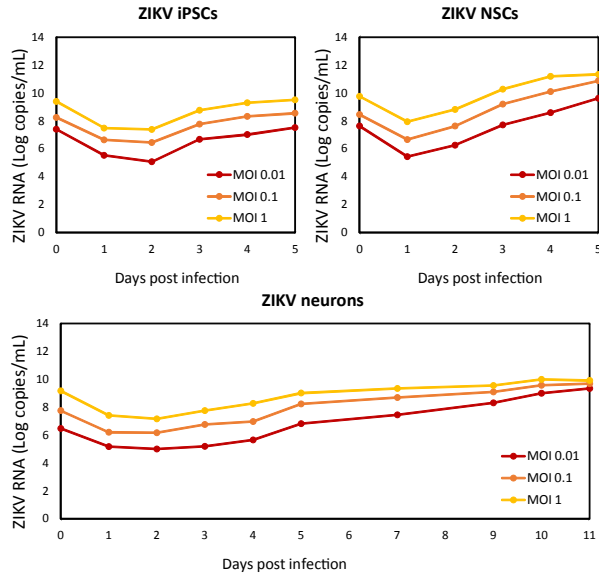 ZIKV iPSCs
ZIKV RNA (Log copies/mL)
14
12
10
8
6
4
2
0
MOI 0.01
MOI 0.1
MOI 1
0 1 2 3 4 5
Days post infection
ZIKV NSCs
ZIKV RNA (Log copies/mL)
14
12
10
8
6
4
2
0
MOI 0.01
MOI 0.1
MOI 1
0 1 2 3 4 5
Days post infection
ZIKV neurons
ZIKV RNA (Log copies/mL)
14
12
10
8
6
4
2
0
MOI 0.01
MOI 0.1
MOI 1
0 1 2 3 4 5 6 7 8 9 10 11
Days post infection